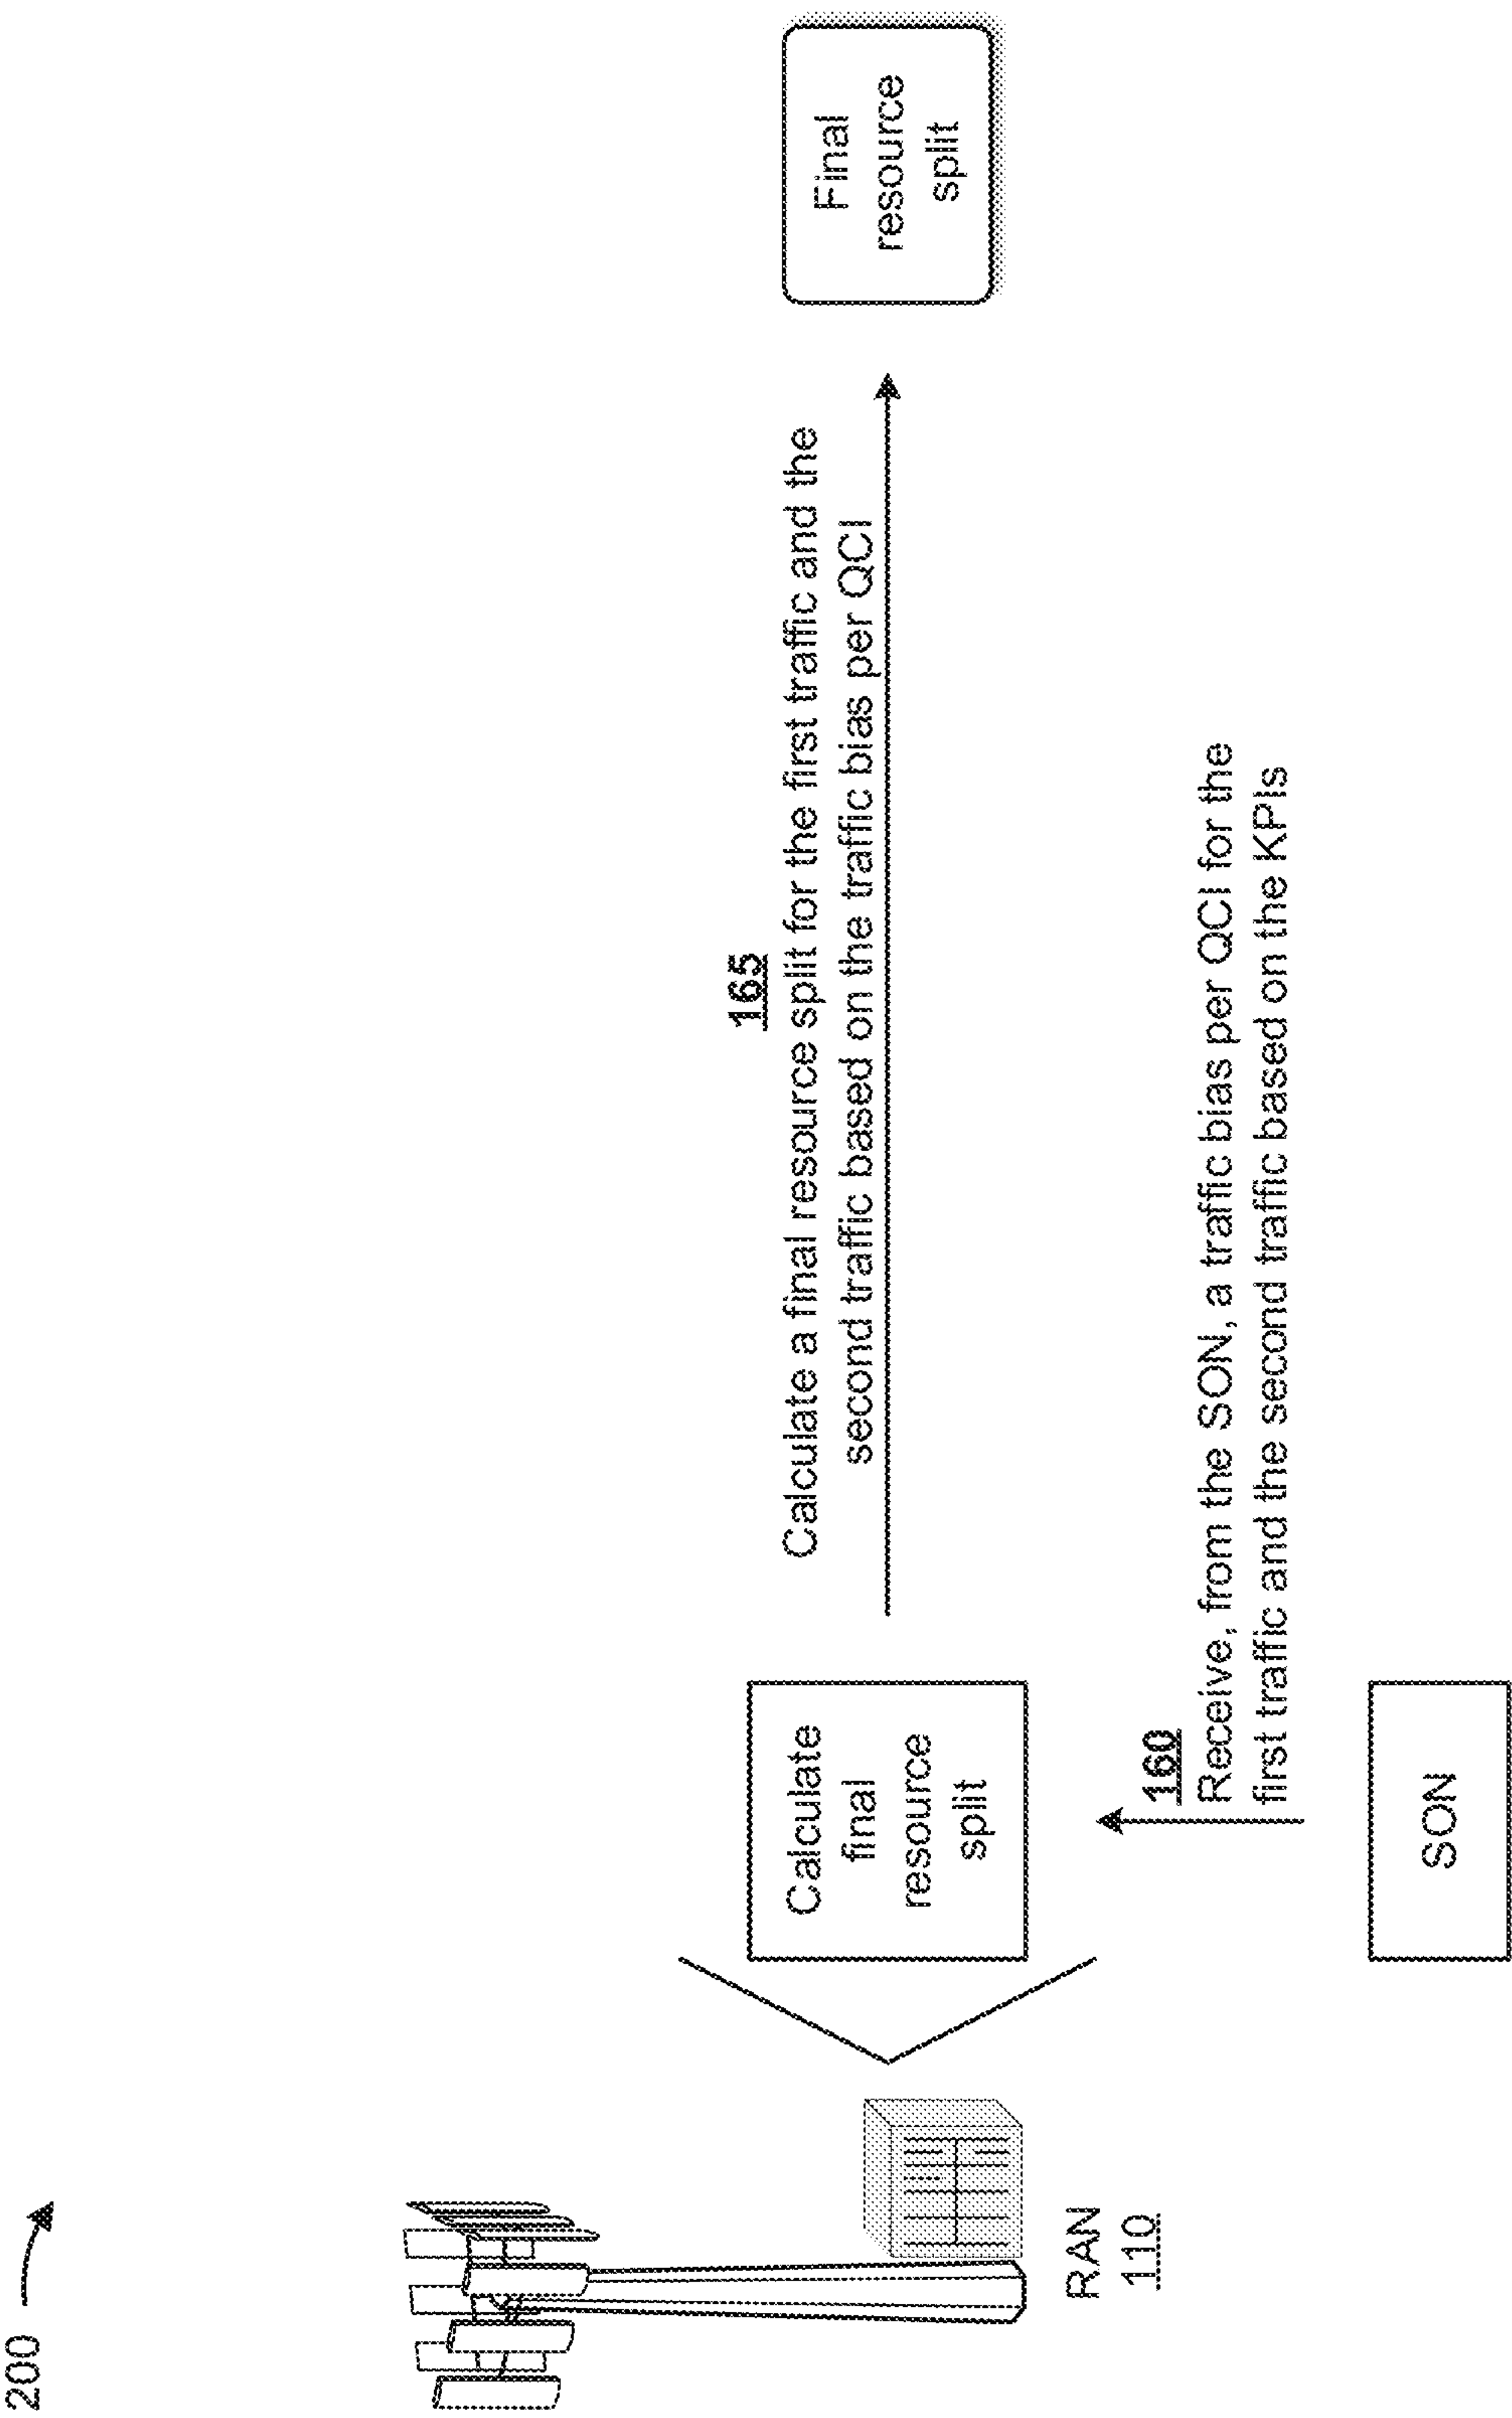 200
165
Calculate a final resource split for the first traffic and the
second traffic based on the traffic bias per QCI
Calculate
final
resource
split
Final
resource
split
RAN
110
160
Receive, from the SON, a traffic bias per QCI for the
first traffic and the second traffic based on the KPIs
SON